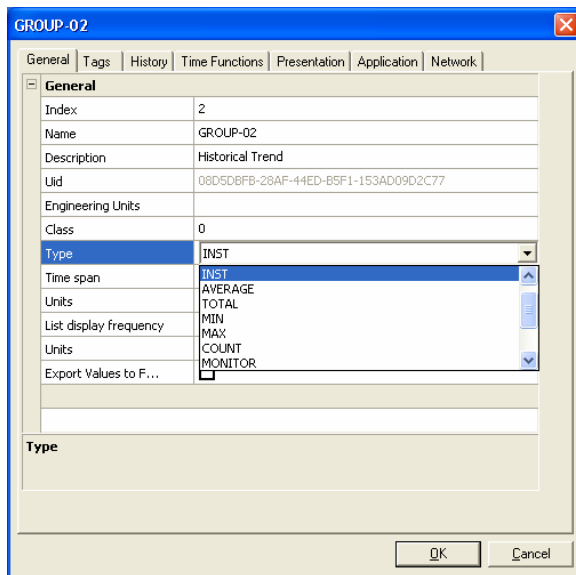 GROUP-02
General Tags History Time Functions Presentation Application Network
General
Index 2
Name GROUP-02
Description Historical Trend
Uid 08D5DBFB-28AF-44ED-B5F1-153AD09D2C77
Engineering Units
Class 0
Type INST
Time span INST
AVERAGE
Units TOTAL
MIN
List display frequency MAX
Units COUNT
MONITOR
Export Values to F...
Type
OK Cancel